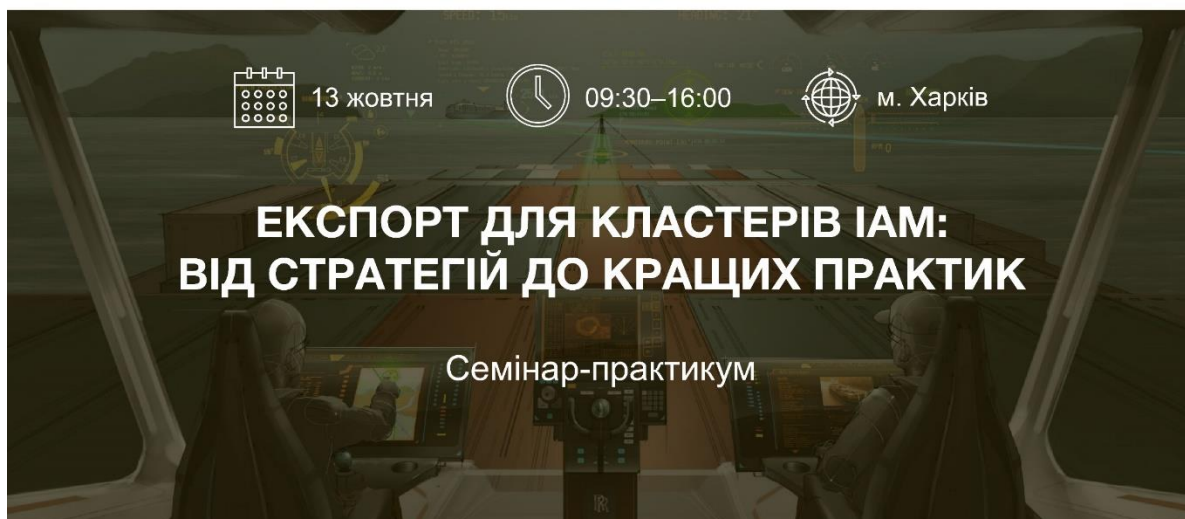 13 жовтня
09:30–16:00
м. Харків
ЕКСПОРТ ДЛЯ КЛАСТЕРІВ ІАМ:
ВІД СТРАТЕГІЙ ДО КРАЩИХ ПРАКТИК
Семінар-практикум